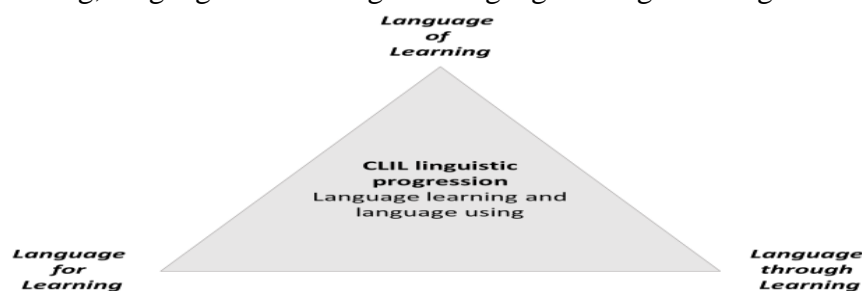 Language
of
Learning
CLIL linguistic
progression
Language learning and
language using
Language
for
Learning
Language
through
Learning